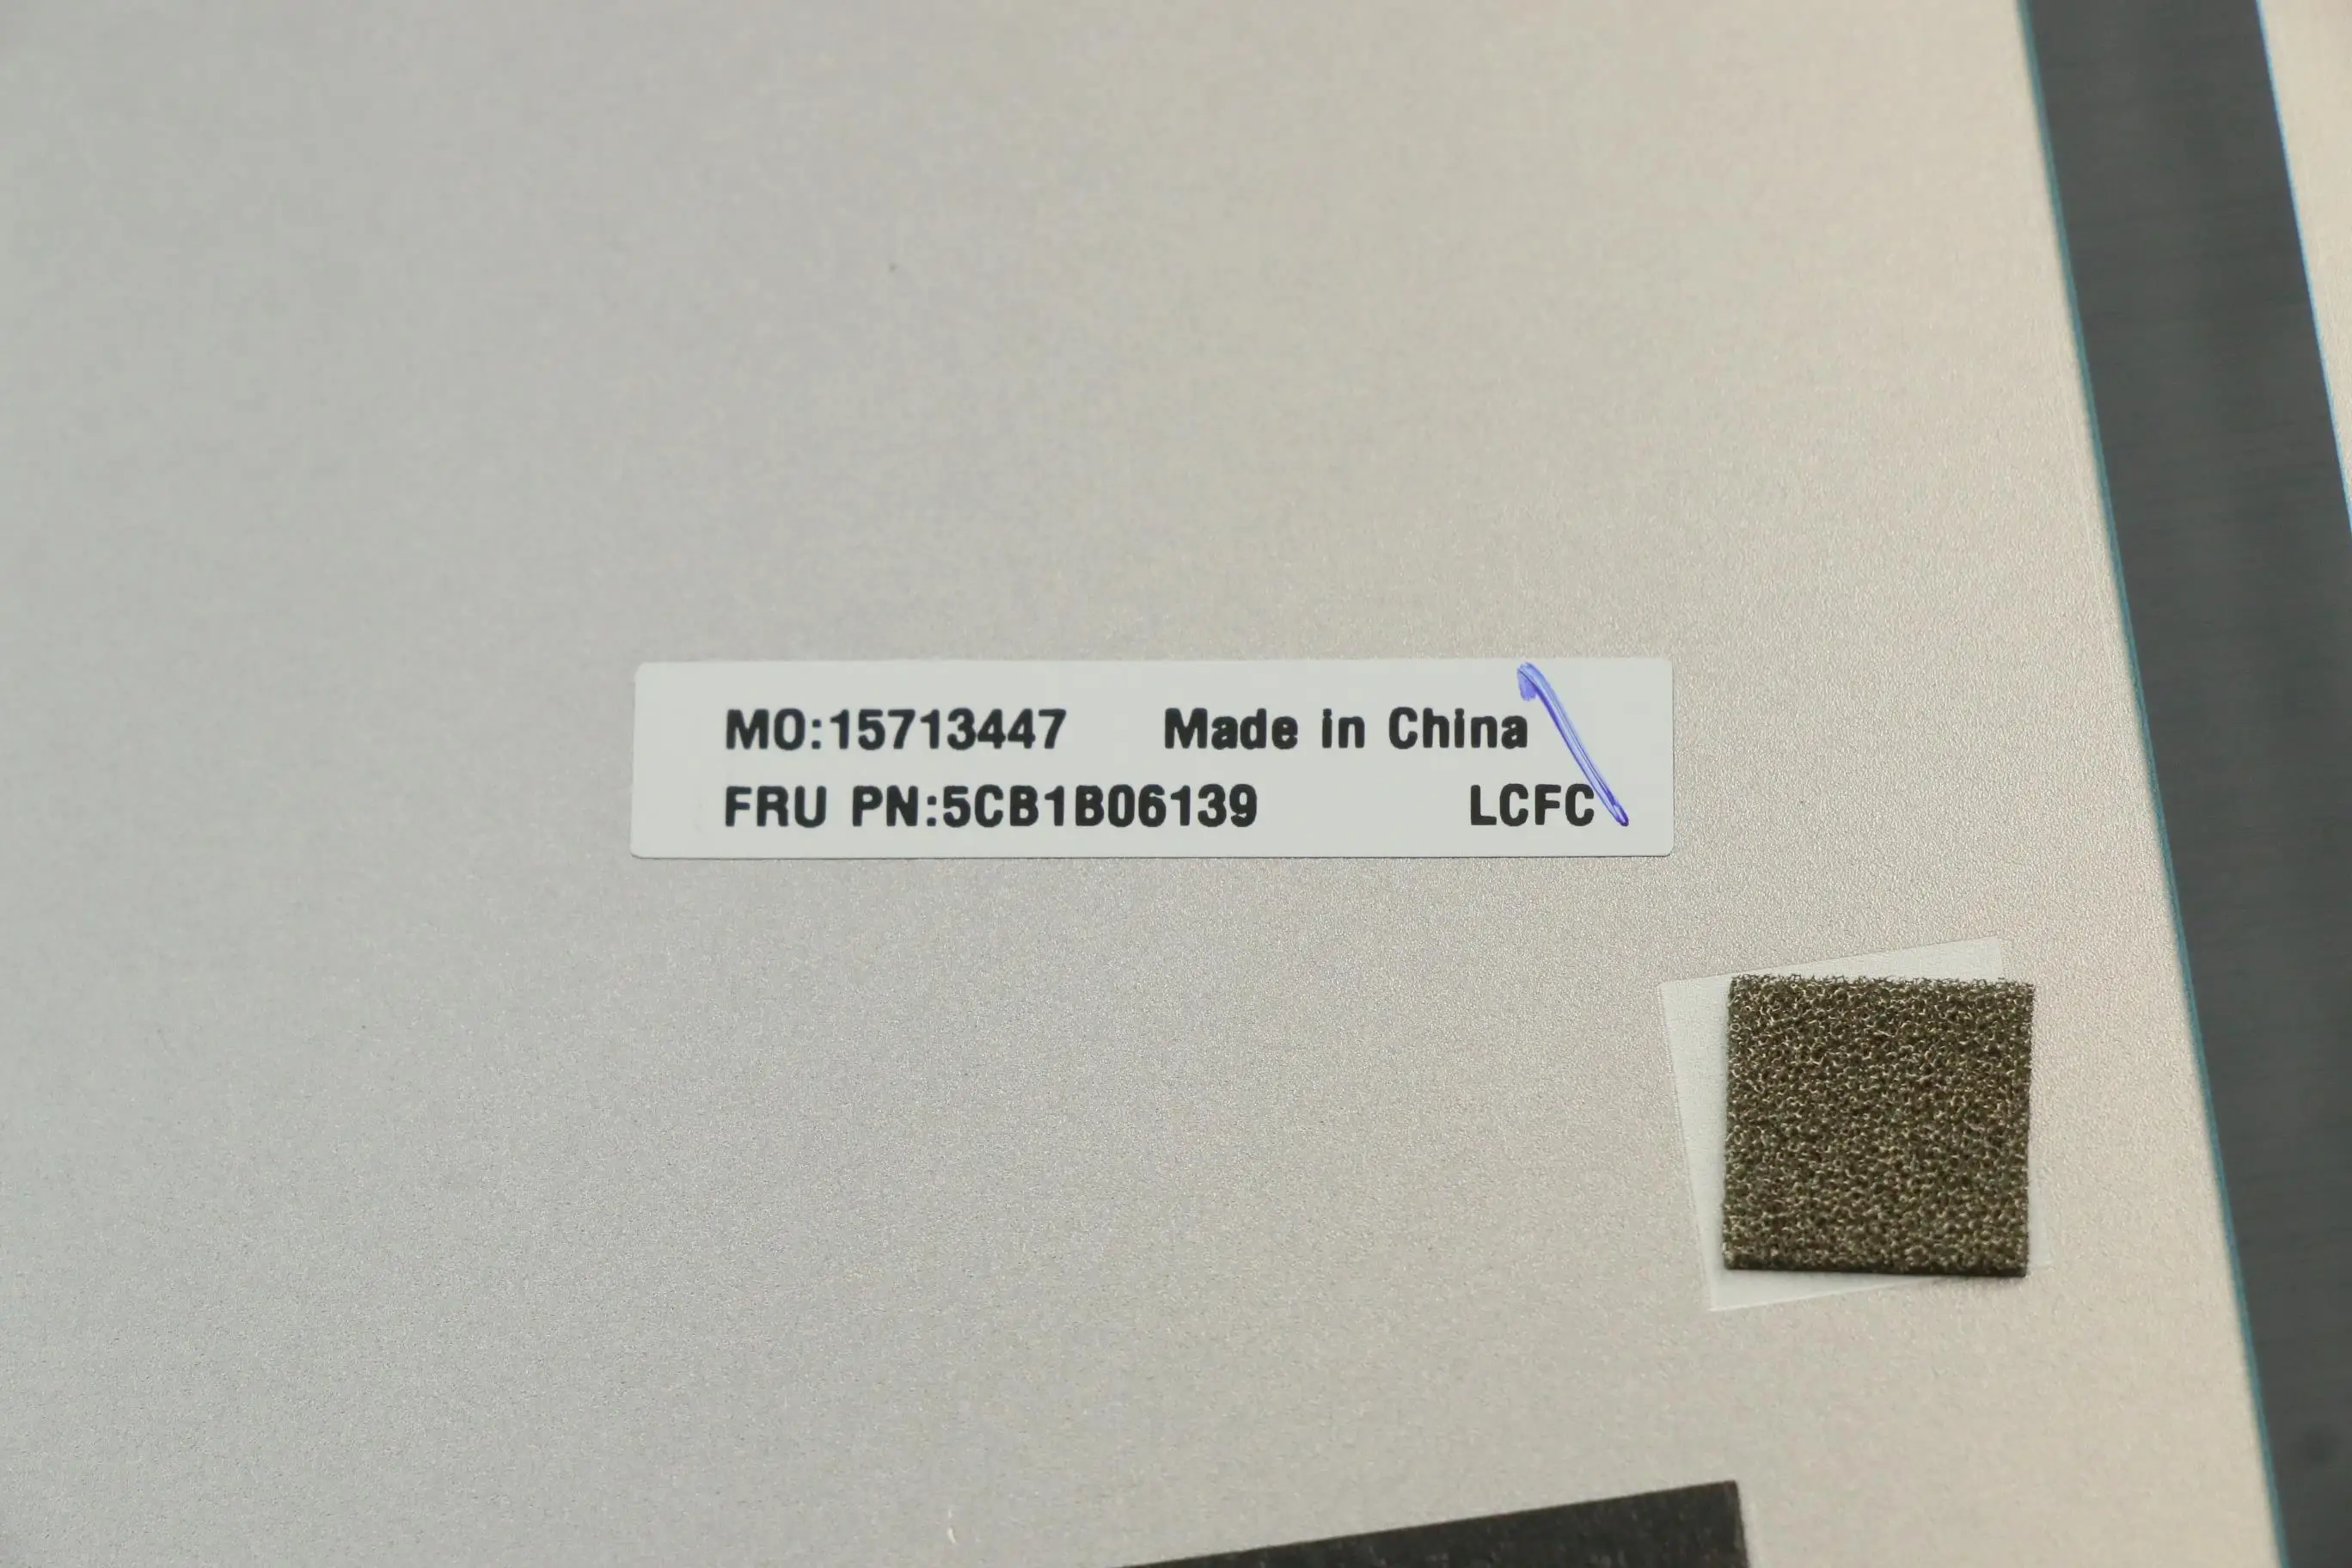 MO:15713447 Made in China
FRU PN:5CB1B06139 LCFC